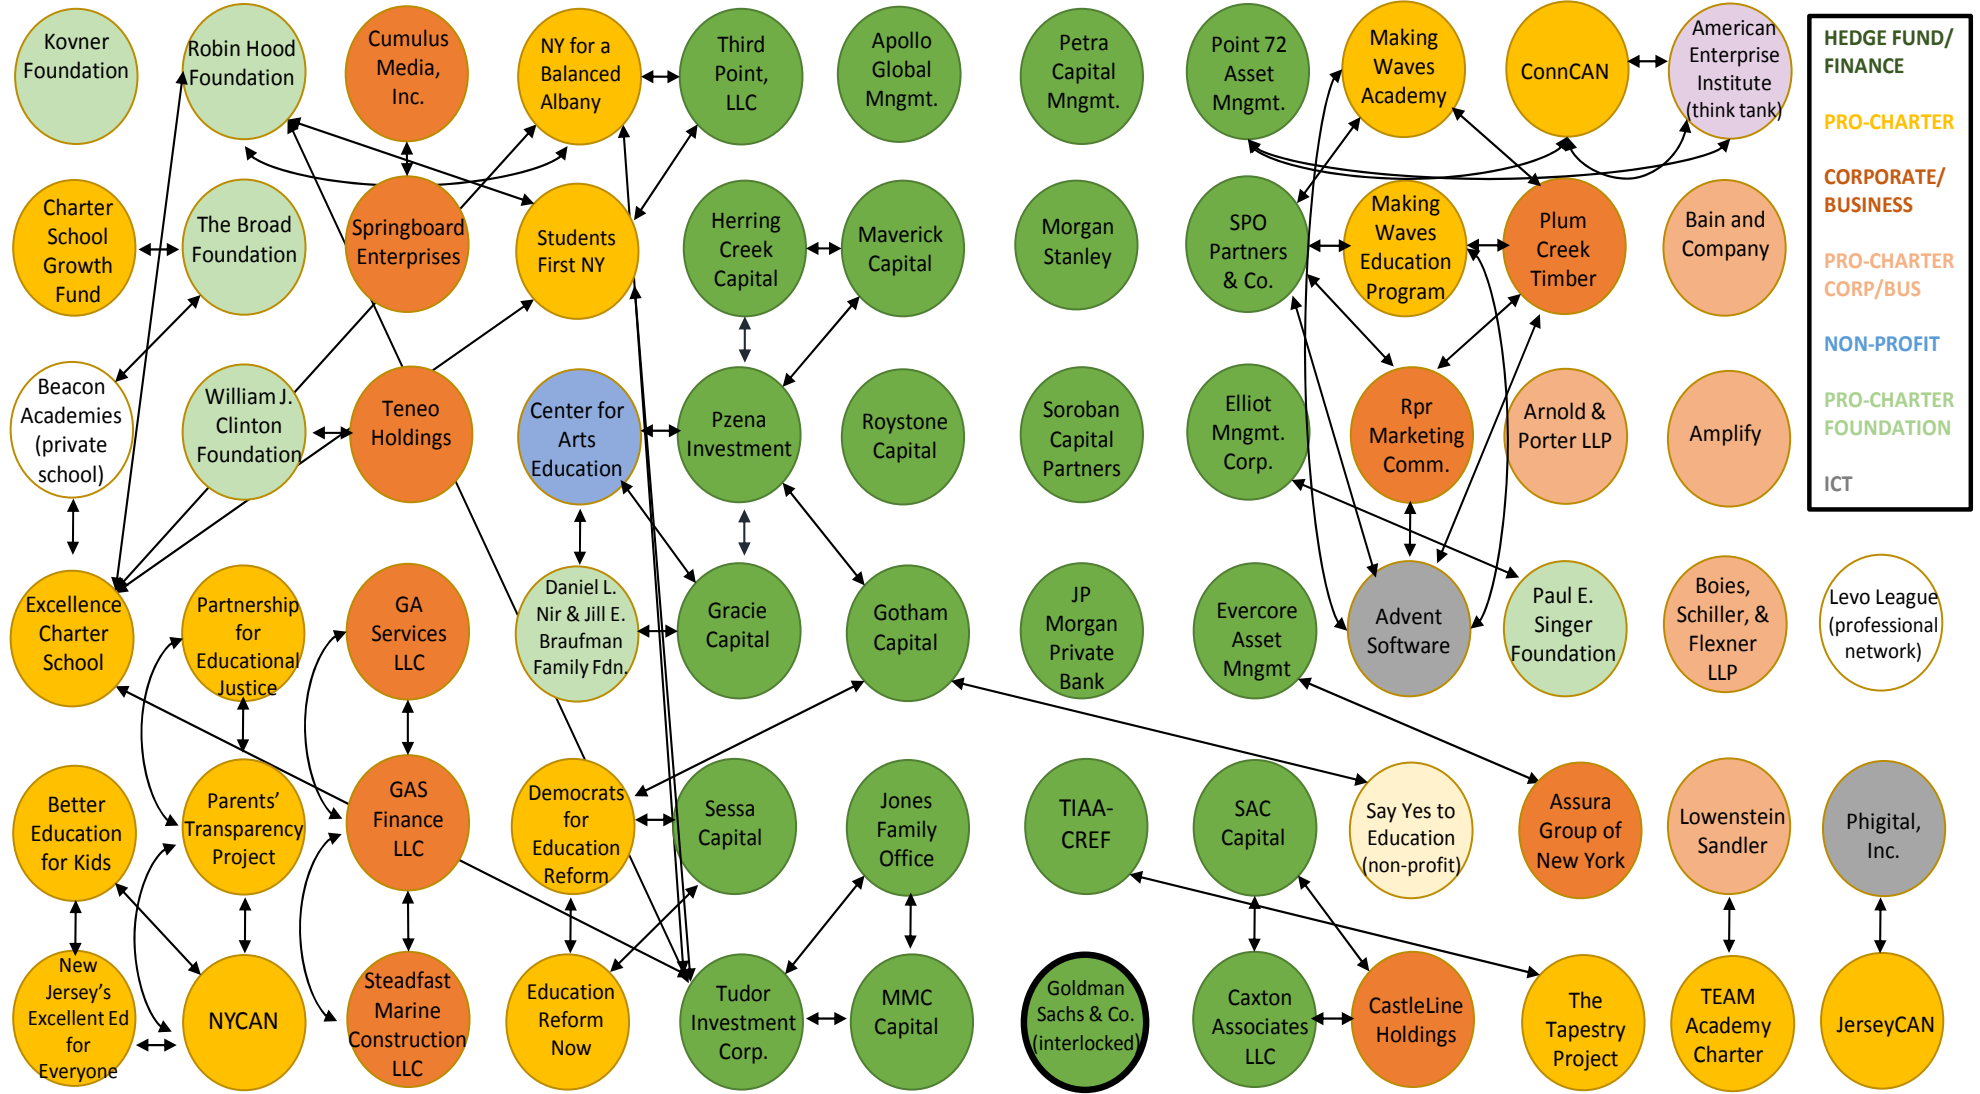 Kovner
Foundation
Robin Hood
Foundation
Cumulus
Media,
Inc.
NY for a
Balanced
Albany
Third
Point,
LLC
Apollo
Global
Mngmt.
Petra
Capital
Mngmt.
Point 72
Asset
Mngmt.
Making
Waves
Academy
ConnCAN
American
Enterprise
Institute
(think tank)
HEDGE FUND/
FINANCE
PRO-CHARTER
CORPORATE/
BUSINESS
PRO-CHARTER
CORP/BUS
NON-PROFIT
PRO-CHARTER
FOUNDATION
ICT
Charter
School
Growth
Fund
The Broad
Foundation
Springboard
Enterprises
Students
First NY
Herring
Creek
Capital
Maverick
Capital
Morgan
Stanley
SPO
Partners
& Co.
Making
Waves
Education
Program
Plum
Creek
Timber
Bain and
Company
Beacon
Academies
(private
school)
William J.
Clinton
Foundation
Teneo
Holdings
Center for
Arts
Education
Pzena
Investment
Roystone
Capital
Soroban
Capital
Partners
Elliot
Mngmt.
Corp.
Rpr
Marketing
Comm.
Arnold &
Porter LLP
Amplify
Excellence
Charter
School
Partnership
for
Educational
Justice
GA
Services
LLC
Daniel L.
Nir & Jill E.
Braufman
Family Fdn.
Gracie
Capital
Gotham
Capital
JP
Morgan
Private
Bank
Evercore
Asset
Mngmt
Advent
Software
Paul E.
Singer
Foundation
Boies,
Schiller, &
Flexner
LLP
Levo League
(professional
network)
Better
Education
for Kids
Parents’
Transparency
Project
GAS
Finance
LLC
Democrats
for
Education
Reform
Sessa
Capital
Jones
Family
Office
TIAA-
CREF
SAC
Capital
Say Yes to
Education
(non-profit)
Assura
Group of
New York
Lowenstein
Sandler
Phigital,
Inc.
New
Jersey’s
Excellent Ed
for
Everyone
NYCAN
Steadfast
Marine
Construction
LLC
Education
Reform
Now
Tudor
Investment
Corp.
MMC
Capital
Goldman
Sachs & Co.
(interlocked)
Caxton
Associates
LLC
CastleLine
Holdings
The
Tapestry
Project
TEAM
Academy
Charter
JerseyCAN